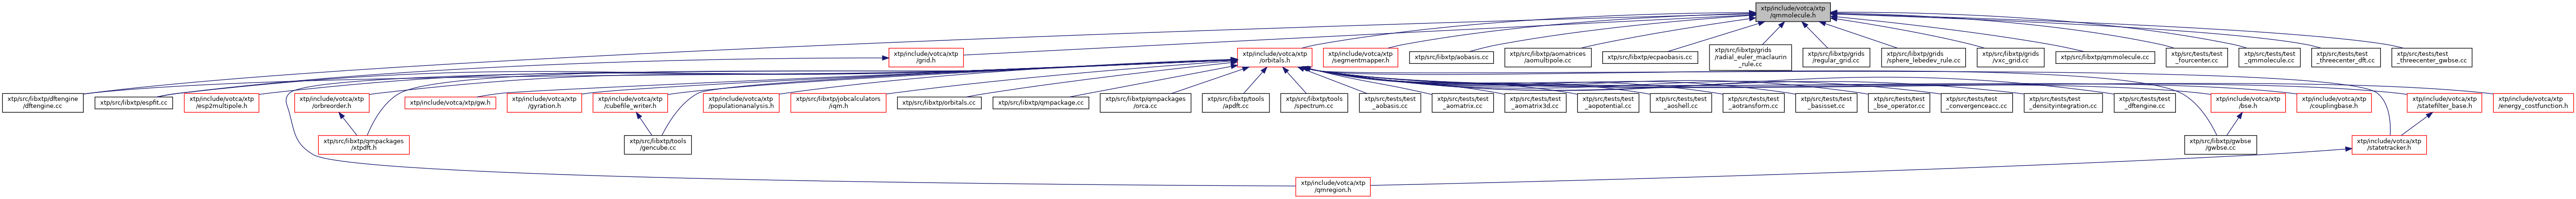 xtp/include/votca/xtp
/qmmolecule.h
xtp/include/votca/xtp
/grid.h
xtp/include/votca/xtp
/orbitals.h
xtp/include/votca/xtp
/segmentmapper.h
xtp/src/libxtp/aobasis.cc
xtp/src/libxtp/aomatrices
/aomultipole.cc
xtp/src/libxtp/ecpaobasis.cc
xtp/src/libxtp/grids
/radial_euler_maclaurin
_rule.cc
xtp/src/libxtp/grids
/regular_grid.cc
xtp/src/libxtp/grids
/sphere_lebedev_rule.cc
xtp/src/libxtp/grids
/vxc_grid.cc
xtp/src/libxtp/qmmolecule.cc
xtp/src/tests/test
_fourcenter.cc
xtp/src/tests/test
_qmmolecule.cc
xtp/src/tests/test
_threecenter_dft.cc
xtp/src/tests/test
_threecenter_gwbse.cc
xtp/src/libxtp/dftengine
/dftengine.cc
xtp/src/libxtp/espfit.cc
xtp/include/votca/xtp
/esp2multipole.h
xtp/include/votca/xtp
/orbreorder.h
xtp/include/votca/xtp/gw.h
xtp/include/votca/xtp
/gyration.h
xtp/include/votca/xtp
/cubefile_writer.h
xtp/include/votca/xtp
/populationanalysis.h
xtp/src/libxtp/jobcalculators
/iqm.h
xtp/src/libxtp/orbitals.cc
xtp/src/libxtp/qmpackage.cc
xtp/src/libxtp/qmpackages
/orca.cc
xtp/src/libxtp/tools
/apdft.cc
xtp/src/libxtp/tools
/spectrum.cc
xtp/src/tests/test
_aobasis.cc
xtp/src/tests/test
_aomatrix.cc
xtp/src/tests/test
_aomatrix3d.cc
xtp/src/tests/test
_aopotential.cc
xtp/src/tests/test
_aoshell.cc
xtp/src/tests/test
_aotransform.cc
xtp/src/tests/test
_basisset.cc
xtp/src/tests/test
_bse_operator.cc
xtp/src/tests/test
_convergenceacc.cc
xtp/src/tests/test
_densityintegration.cc
xtp/src/tests/test
_dftengine.cc
xtp/include/votca/xtp
/bse.h
xtp/include/votca/xtp
/couplingbase.h
xtp/include/votca/xtp
/statefilter_base.h
xtp/include/votca/xtp
/energy_costfunction.h
xtp/src/libxtp/qmpackages
/xtpdft.h
xtp/src/libxtp/tools
/gencube.cc
xtp/src/libxtp/gwbse
/gwbse.cc
xtp/include/votca/xtp
/statetracker.h
xtp/include/votca/xtp
/qmregion.h